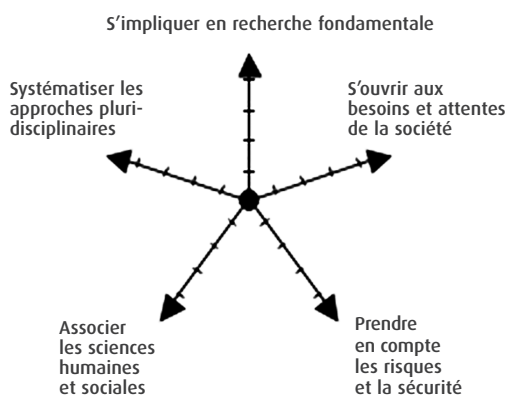 S'impliquer en recherche fondamentale
Systématiser les
approches pluri-
disciplinaires
S'ouvrir aux
besoins et attentes
de la société
Associer
les sciences
humaines
et sociales
Prendre
en compte
les risques
et la sécurité